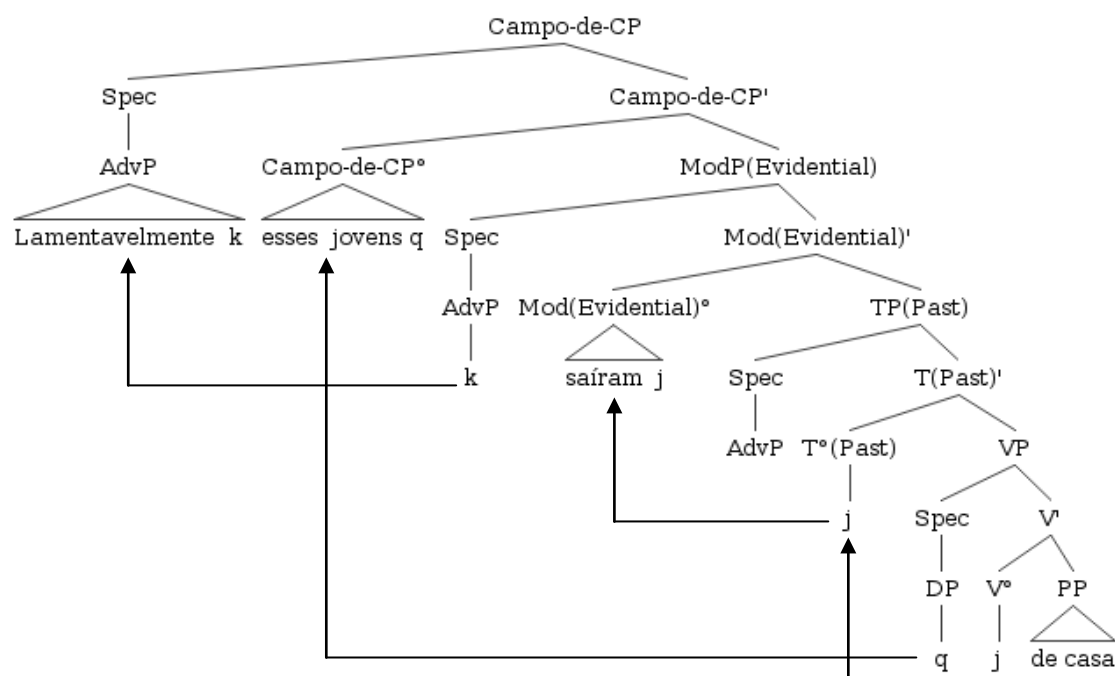 Campo-de-CP
Spec Campo-de-CP'
AdvP Campo-de-CP° ModP(Evidential)
Lamentavelmente k esses jovens q Spec Mod(Evidential)'
AdvP Mod(Evidential)° TP(Past)
k saíram j Spec T(Past)'
AdvP T°(Past) VP
j Spec V'
DP V° PP
q j de casa